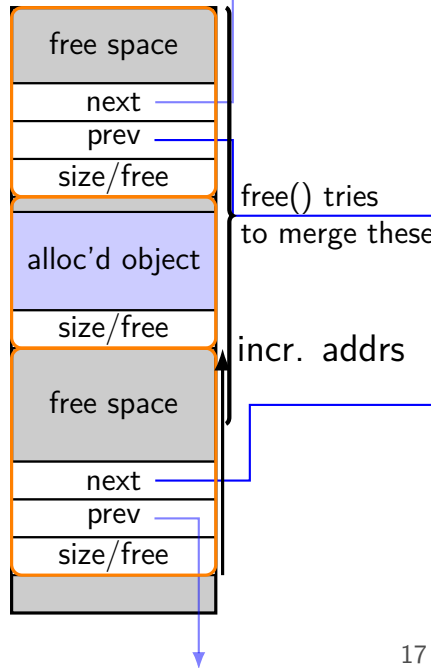 free space
next
prev
size/free
free() tries
to merge these
alloc'd object
size/free
incr. addrs
free space
next
prev
size/free
17